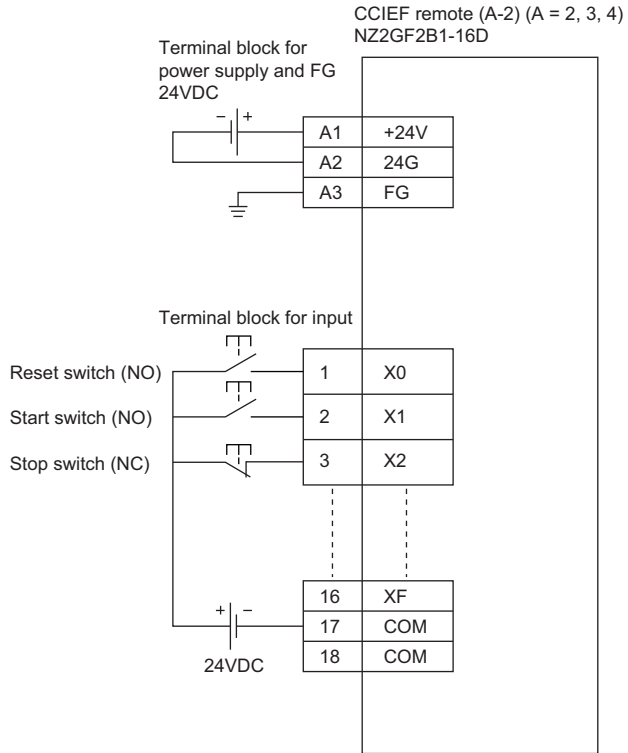 CCIEF remote (A-2) (A = 2, 3, 4)
NZ2GF2B1-16D
Terminal block for
power supply and FG
24VDC
− +
A1 +24V
A2 24G
A3 FG
Terminal block for input
Reset switch (NO) 1 X0
Start switch (NO) 2 X1
Stop switch (NC) 3 X2
16 XF
+ − 17 COM
18 COM
24VDC